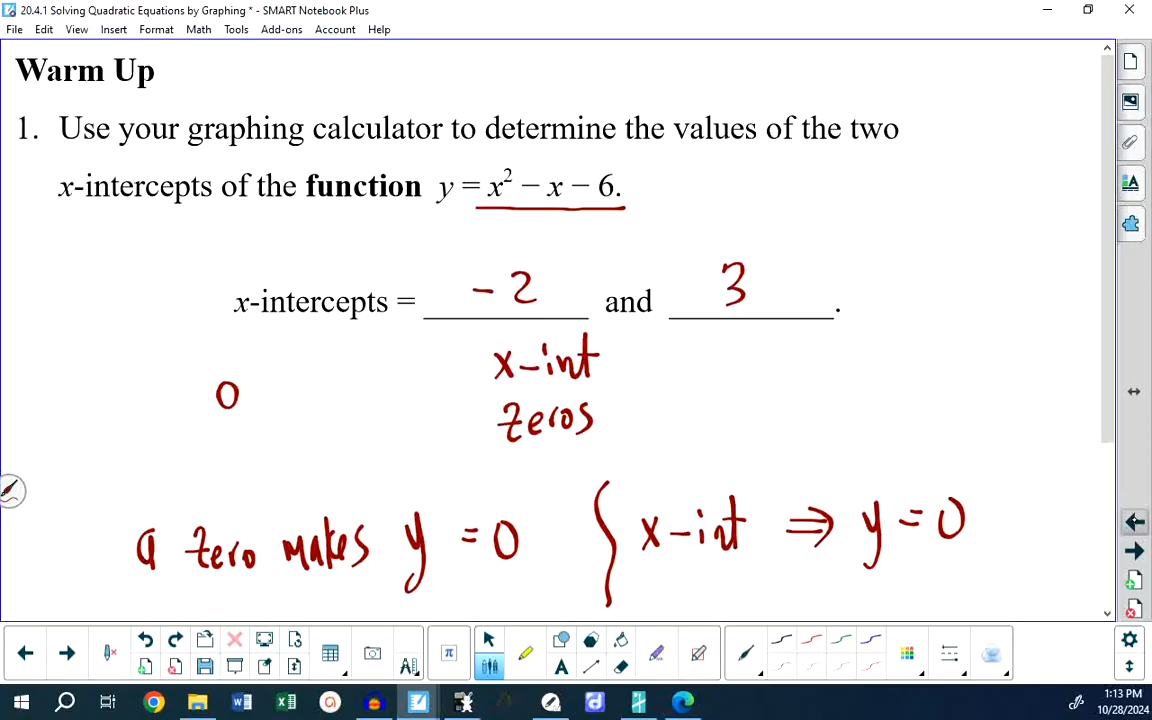 20.4.1 Solving Quadratic Equations by Graphing * - SMART Notebook Plus
File Edit View Insert Format Math Tools Add-ons Account Help
Warm Up
1. Use your graphing calculator to determine the values of the two
x-intercepts of the function y = x² − x − 6.
x-intercepts = -2 and 3.
x-int
0
zeros
a zero makes y = 0 { x-int ⇒ y = 0
1:13 PM
10/28/2024